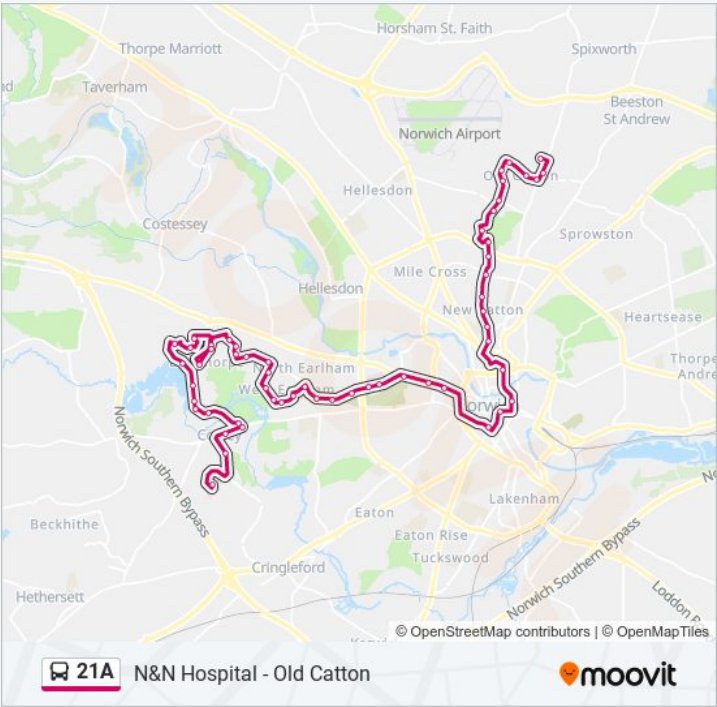 Horsham St. Faith
Thorpe Marriott
Spixworth
Taverham
Beeston
St Andrew
Norwich Airport
Hellesdon
Costessey
Sprowston
Mile Cross
Hellesdon
Heartsease
Thorpe
Andre
North Earlham
Norwich Southern Bypass
Lakenham
Eaton
Beckhithe
Eaton Rise
Tuckswood
Norwich Southern Bypass
Cringleford
Loddon R
Hethersett
© OpenStreetMap contributors | © OpenMapTiles
21A N&N Hospital - Old Catton
moovit